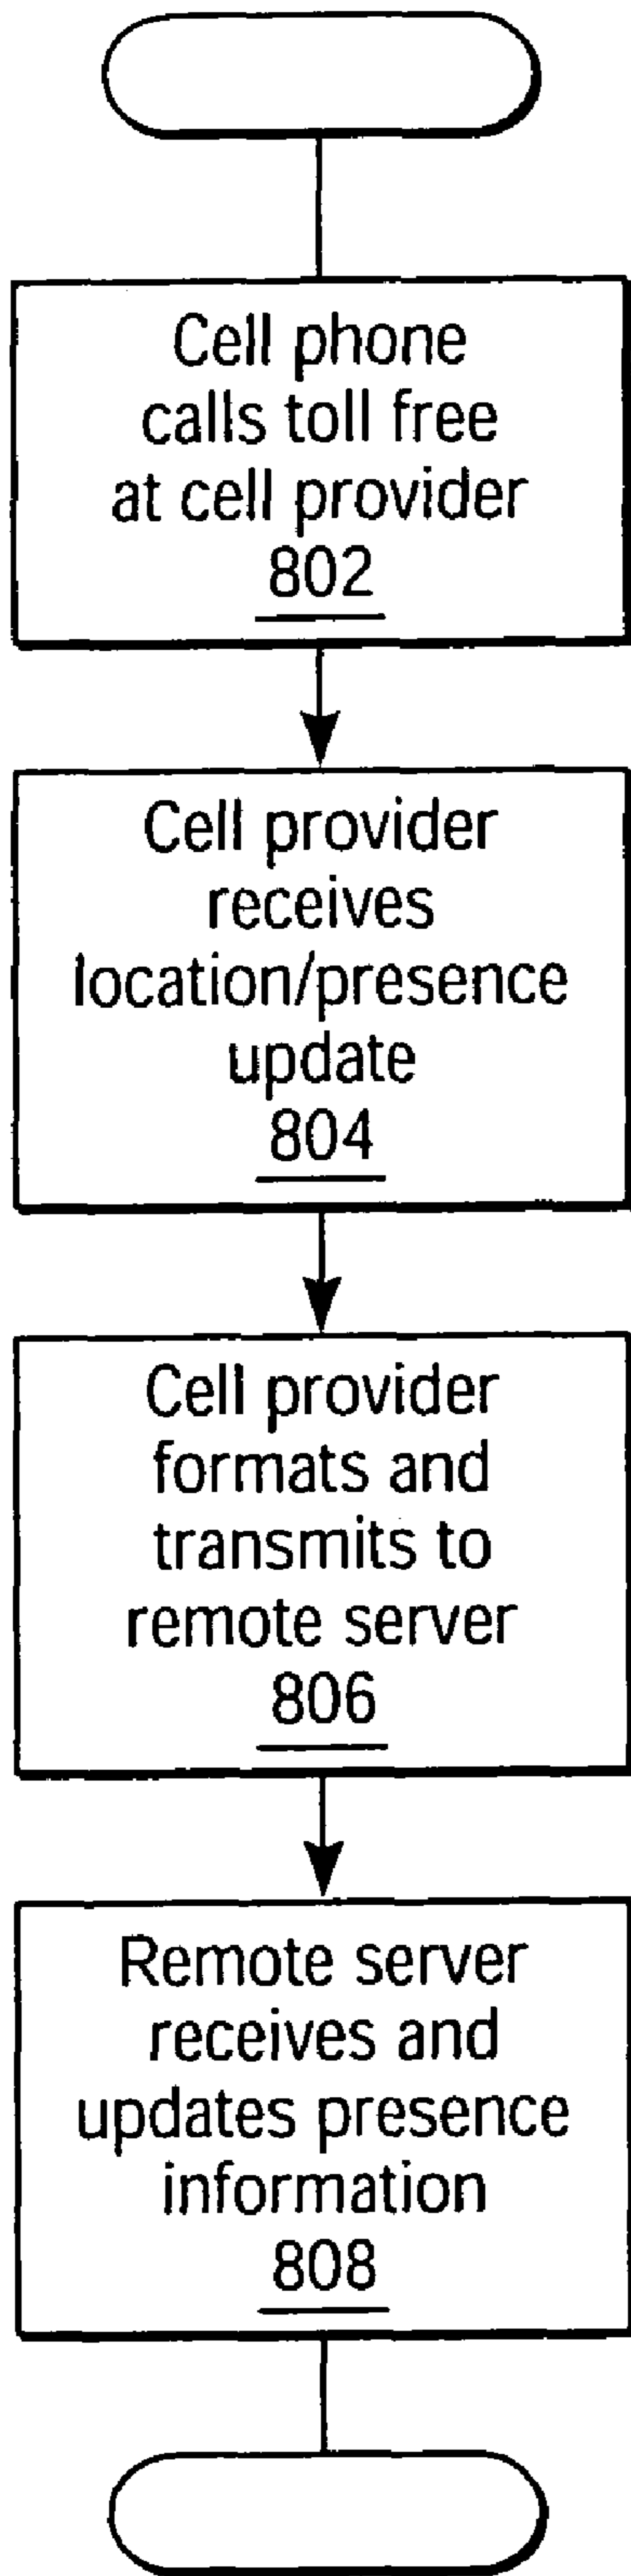 Cell phone
calls toll free
at cell provider
802
Cell provider
receives
location/presence
update
804
Cell provider
formats and
transmits to
remote server
806
Remote server
receives and
updates presence
information
808